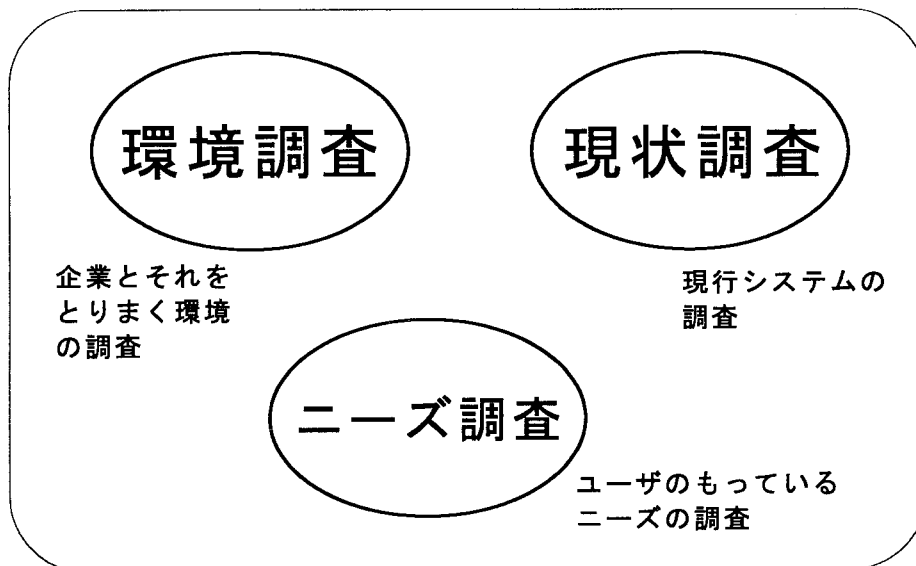 環境調査
現状調査
企業とそれを
とりまく環境
の調査
現行システムの
調査
ニーズ調査
ユーザのもっている
ニーズの調査